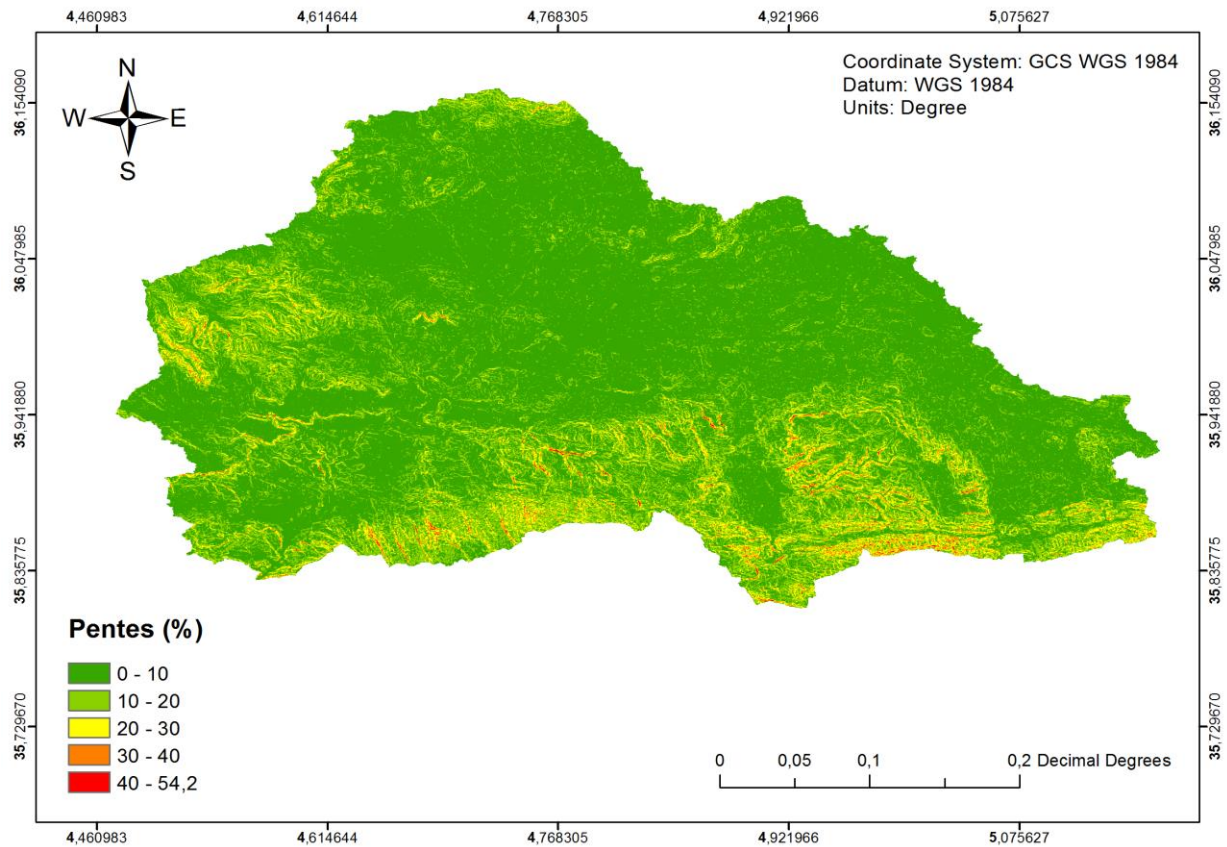 4,460983 4,614644 4,768305 4,921966 5,075627
Coordinate System: GCS WGS 1984
Datum: WGS 1984
Units: Degree
N
W E
S
36,154090 36,154090
36,047985 36,047985
35,941880 35,941880
35,835775 35,835775
35,729670 35,729670
Pentes (%)
0 - 10
10 - 20
20 - 30
30 - 40
40 - 54,2
0 0,05 0,1 0,2 Decimal Degrees
4,460983 4,614644 4,768305 4,921966 5,075627